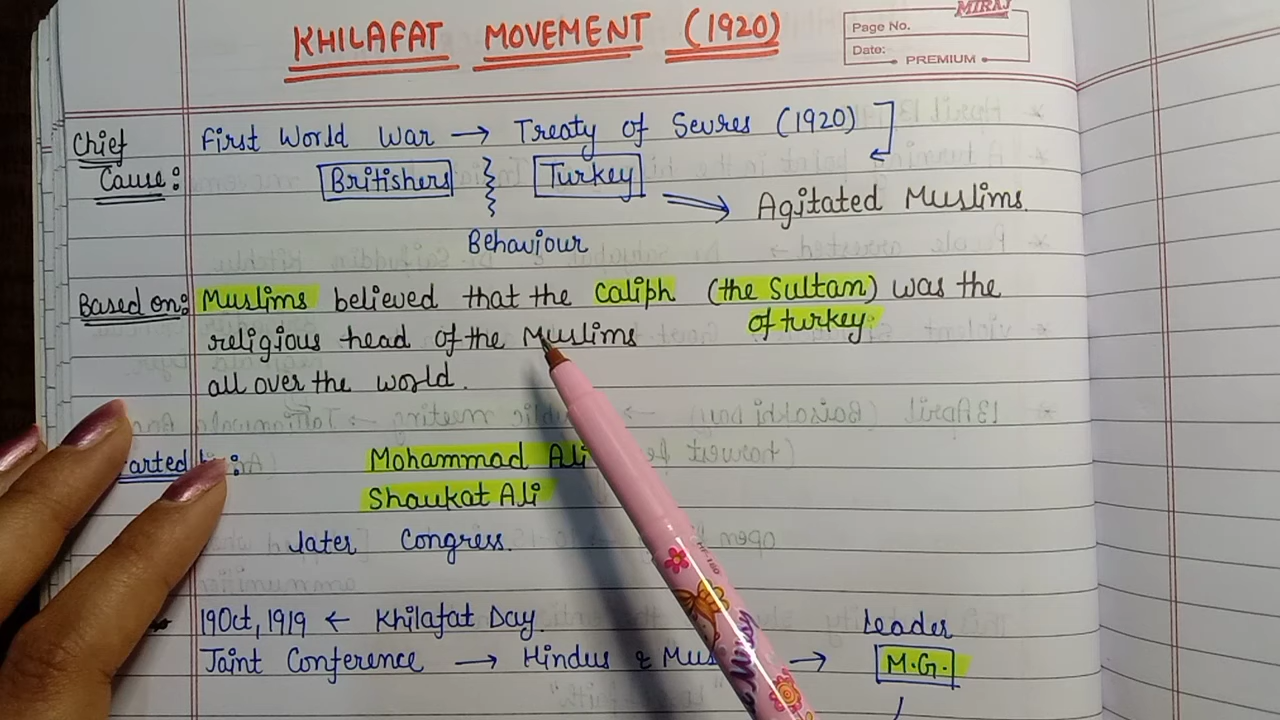 KHILAFAT MOVEMENT (1920)
MIRAJ
Page No.
Date:
PREMIUM
Chief Cause:
First World War → Treaty of Sevres (1920)
Britishers Turkey
Behaviour
⇒ Agitated Muslims.
Based on:
Muslims believed that the Caliph (the Sultan) was the
of turkey.
religious head of the Muslims
all over the world.
Mohammad Ali
Shaukat Ali
later Congress.
19Oct, 1919 ← Khilafat Day.
Joint Conference → Hindus & → M.G.
Leader